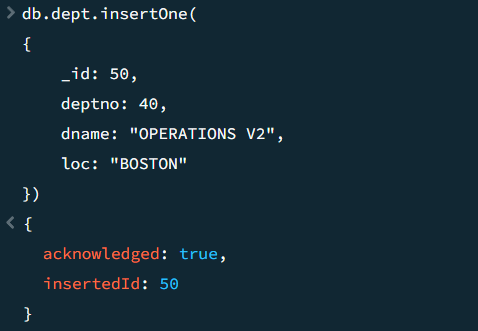 > db.dept.insertOne(
{
    _id: 50,
    deptno: 40,
    dname: "OPERATIONS V2",
    loc: "BOSTON"
})
< {
  acknowledged: true,
  insertedId: 50
}